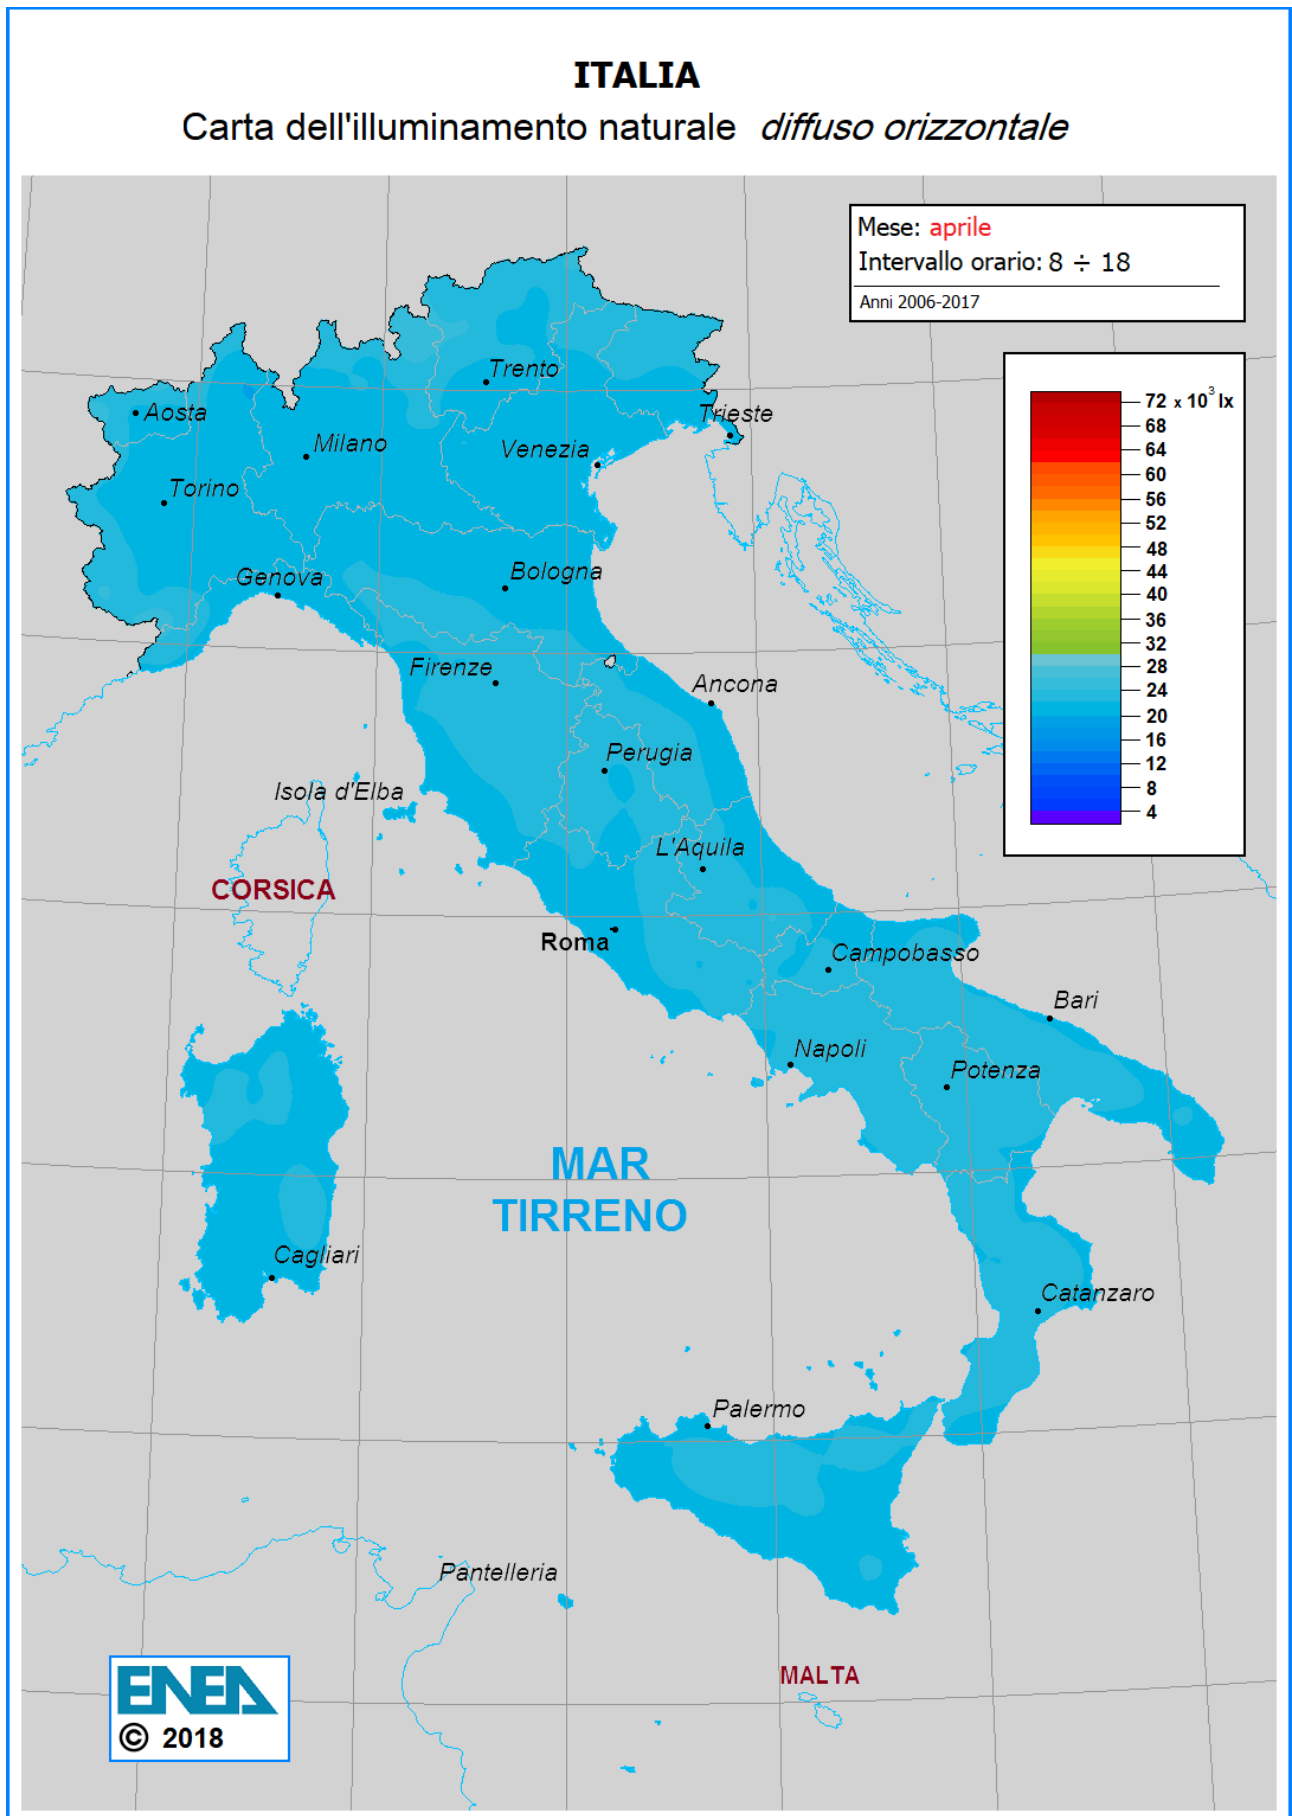 ITALIA
Carta dell'illuminamento naturale diffuso orizzontale
Mese: aprile
Intervallo orario: 8 ÷ 18
Anni 2006-2017
72 x 10³ lx
68
64
60
56
52
48
44
40
36
32
28
24
20
16
12
8
4
Trento
Aosta
Trieste
Milano
Venezia
Torino
Bologna
Genova
Firenze
Ancona
Perugia
Isola d'Elba
L'Aquila
CORSICA
Roma
Campobasso
Bari
Napoli
Potenza
MAR
TIRRENO
Cagliari
Catanzaro
Palermo
Pantelleria
MALTA
ENEA
© 2018